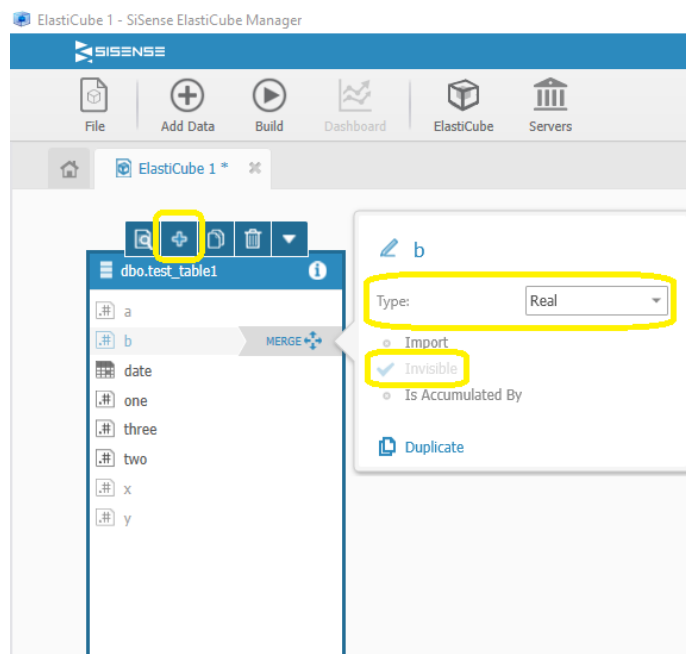 ElastiCube 1 - SiSense ElastiCube Manager
SISENSE
File Add Data Build Dashboard ElastiCube Servers
ElastiCube 1 *
b
dbo.test_table1
Type: Real
.# a
.# b MERGE
Import
Invisible
date
.# one
Is Accumulated By
.# three
Duplicate
.# two
.# x
.# y